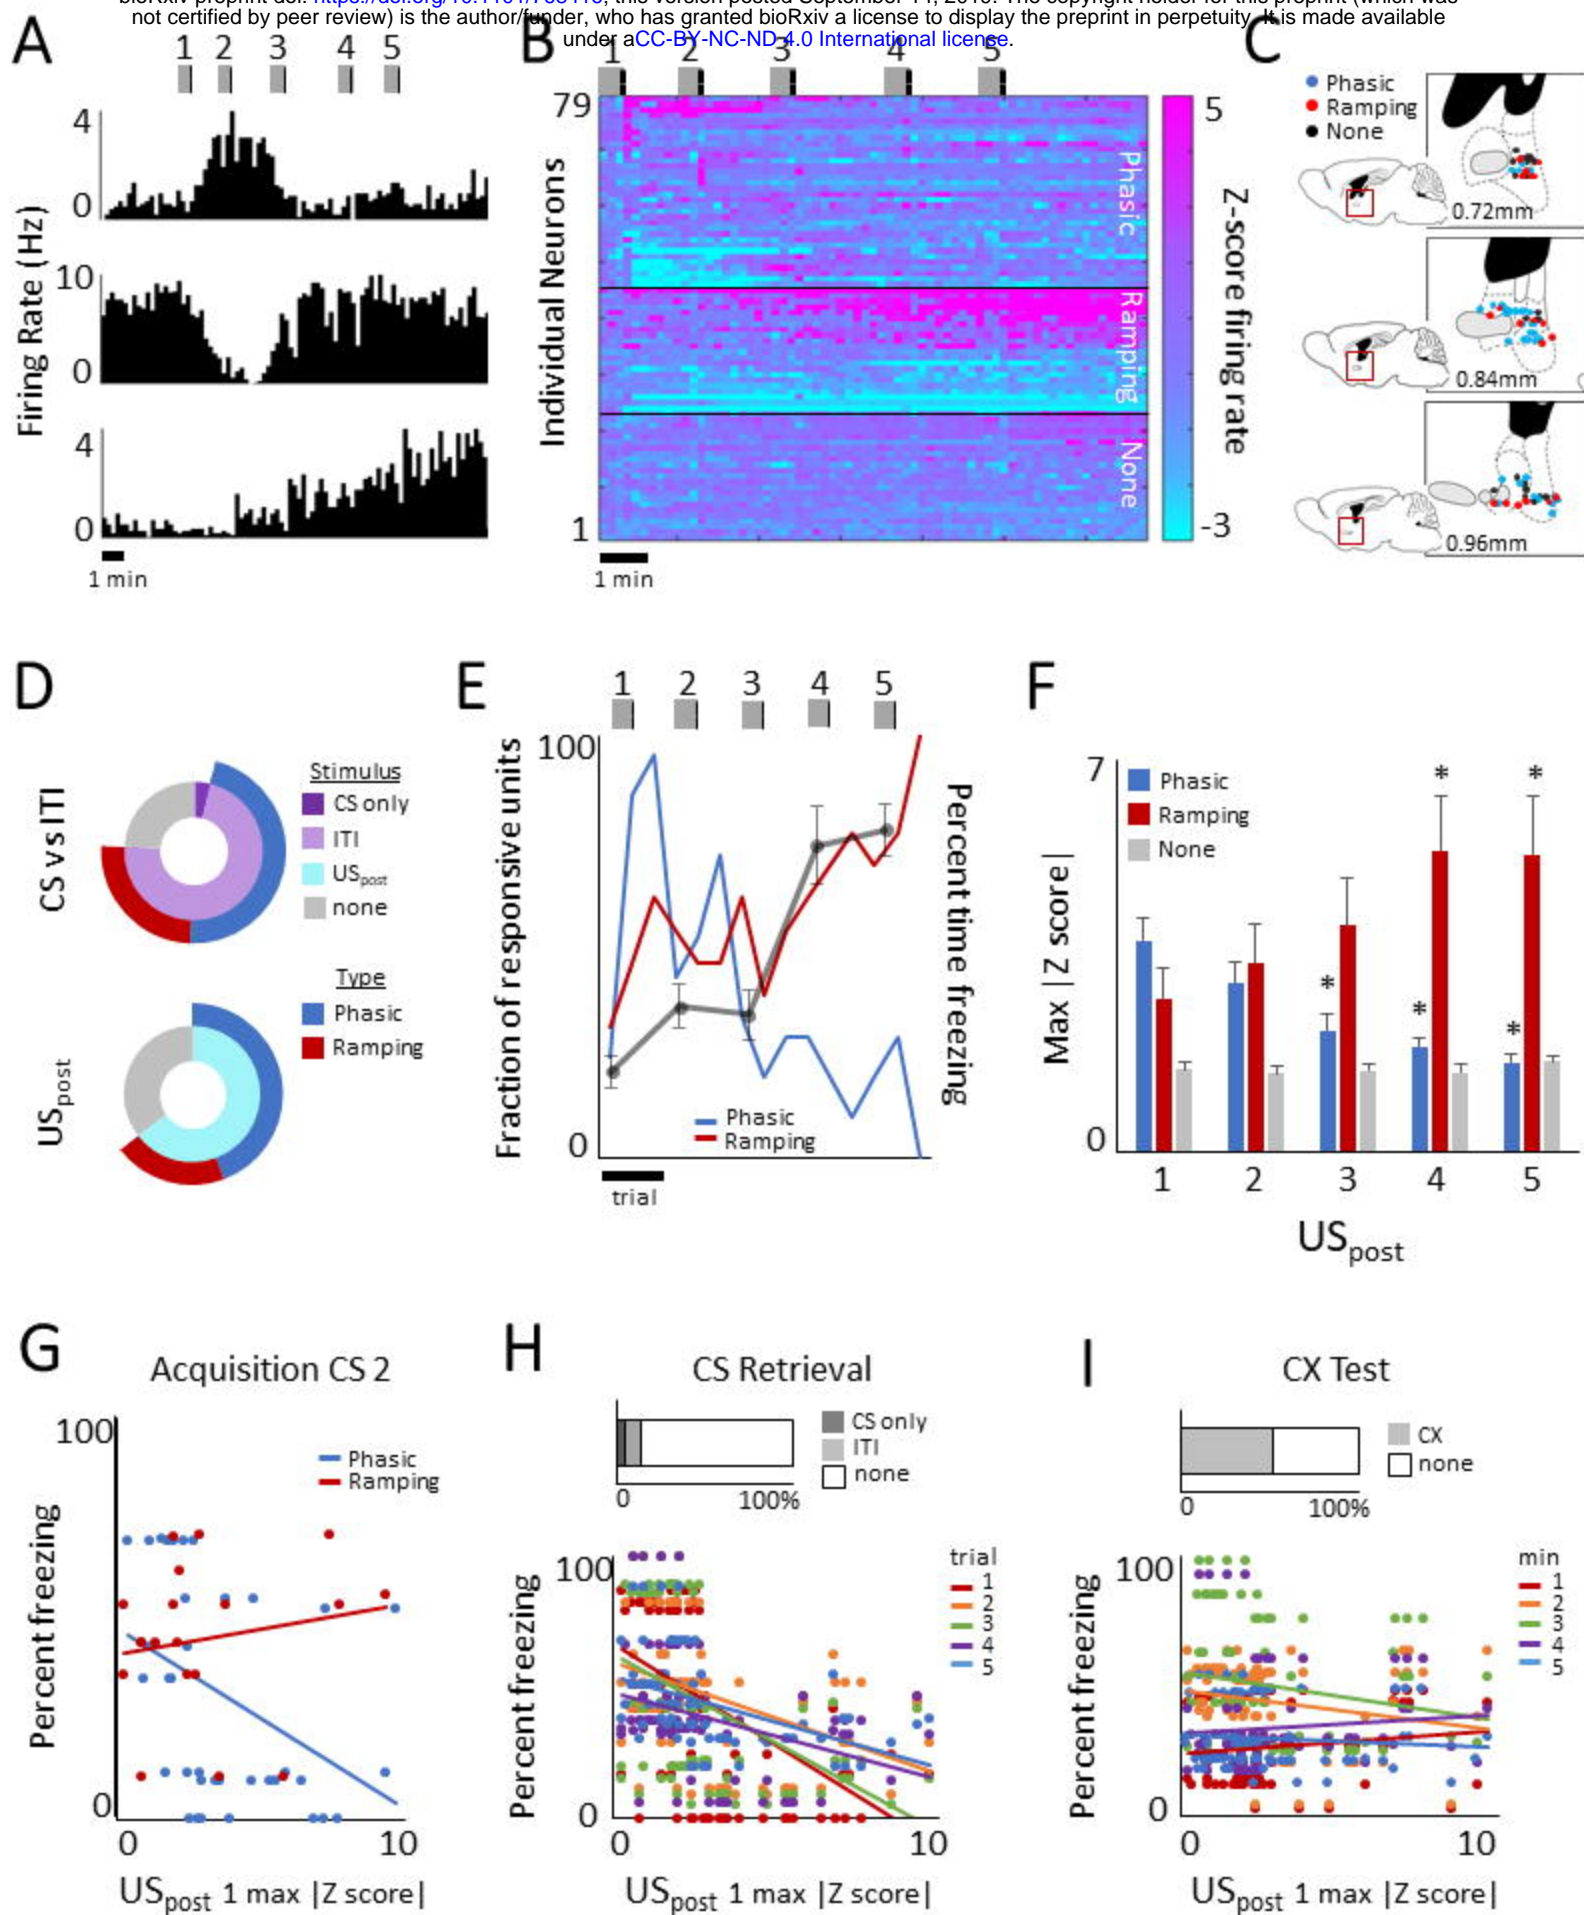 not certified by peer review) is the author/funder, who has granted bioRxiv a license to display the preprint in perpetuity. It is made available
under aCC-BY-NC-ND 4.0 International license.
A
1 2 3 4 5
Firing Rate (Hz)
4
0
10
0
4
0
1 min
B
1 2 3 4 5
Individual Neurons
79
1
Phasic
Ramping
None
5
-3
Z-score firing rate
1 min
C
Phasic
Ramping
None
0.72mm
0.84mm
0.96mm
D
CS vs ITI
Stimulus
CS only
ITI
USpost
none
USpost
Type
Phasic
Ramping
E
1 2 3 4 5
Fraction of responsive units
100
0
Percent time freezing
Phasic
Ramping
trial
F
Max |Z score|
7
0
Phasic
Ramping
None
* * * * *
1 2 3 4 5
USpost
G
Acquisition CS 2
Percent freezing
100
0
Phasic
Ramping
0 10
USpost 1 max |Z score|
H
CS Retrieval
CS only
ITI
none
0 100%
Percent freezing
100
0
trial
1
2
3
4
5
0 10
USpost 1 max |Z score|
I
CX Test
CX
none
0 100%
Percent freezing
100
0
min
1
2
3
4
5
0 10
USpost 1 max |Z score|